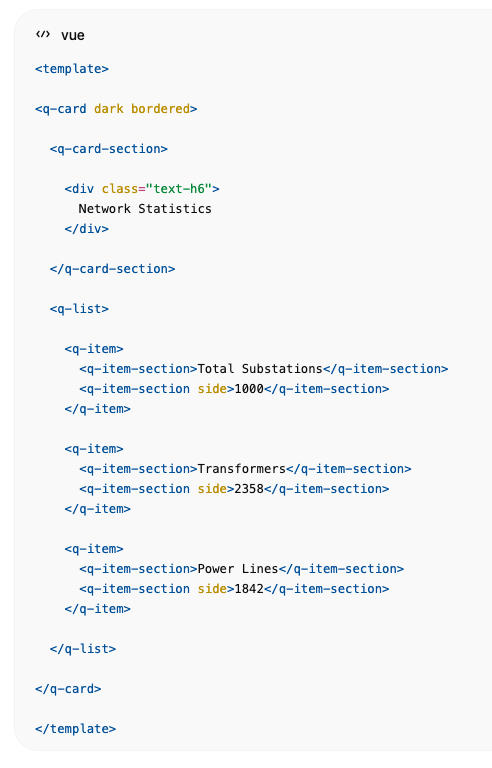 vue
<template>
<q-card dark bordered>
<q-card-section>
<div class="text-h6">
Network Statistics
</div>
</q-card-section>
<q-list>
<q-item>
<q-item-section>Total Substations</q-item-section>
<q-item-section side>1000</q-item-section>
</q-item>
<q-item>
<q-item-section>Transformers</q-item-section>
<q-item-section side>2358</q-item-section>
</q-item>
<q-item>
<q-item-section>Power Lines</q-item-section>
<q-item-section side>1842</q-item-section>
</q-item>
</q-list>
</q-card>
</template>